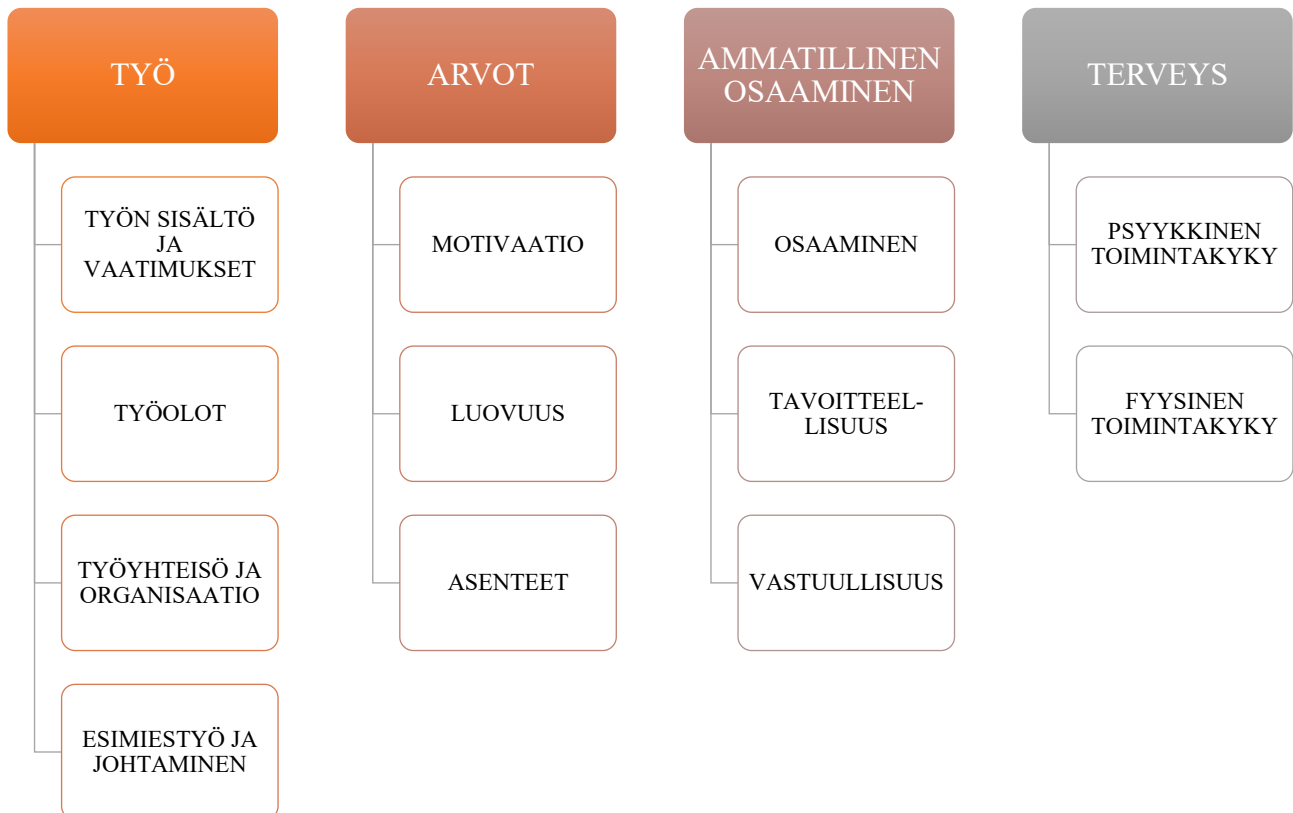 TYÖ
TYÖN SISÄLTÖ
JA
VAATIMUKSET
TYÖOLOT
TYÖYHTEISÖ JA
ORGANISAATIO
ESIMIESTYÖ JA
JOHTAMINEN
ARVOT
MOTIVAATIO
LUOVUUS
ASENTEET
AMMATILLINEN
OSAAMINEN
OSAAMINEN
TAVOITTEEL-
LISUUS
VASTUULLISUUS
TERVEYS
PSYYKKINEN
TOIMINTAKYKY
FYYSINEN
TOIMINTAKYKY